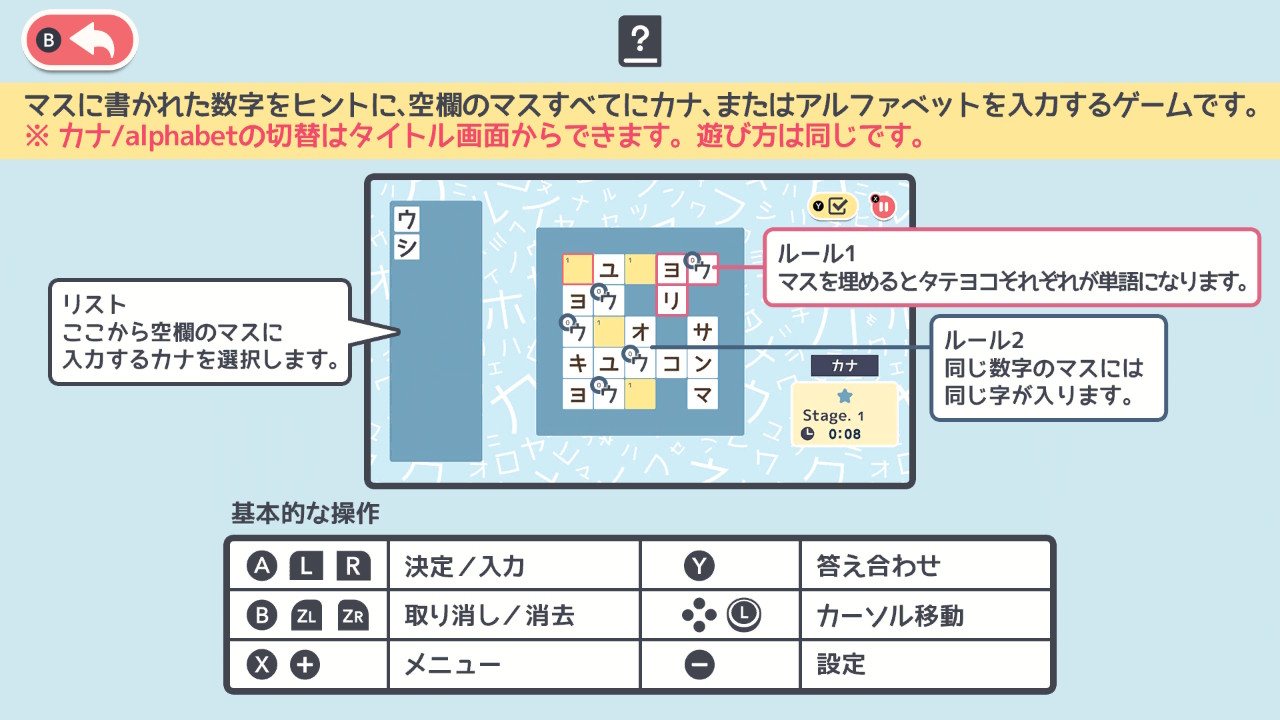 B
?
マスに書かれた数字をヒントに、空欄のマスすべてにカナ、またはアルファベットを入力するゲームです。
※ カナ/alphabetの切替はタイトル画面からできます。遊び方は同じです。
ウ
シ
Y
X
1 ユ 1 ヨ 0 ウ
ヨ 0 ウ リ
0 ウ 1 オ サ
キ ユ 0 ウ コ ン
ヨ 0 ウ 1 マ
ルール1
マスを埋めるとタテヨコそれぞれが単語になります。
リスト
ここから空欄のマスに
入力するカナを選択します。
ルール2
同じ数字のマスには
同じ字が入ります。
カナ
Stage. 1
0:08
基本的な操作
A L R 決定／入力 Y 答え合わせ
B ZL ZR 取り消し／消去 L カーソル移動
X + メニュー − 設定